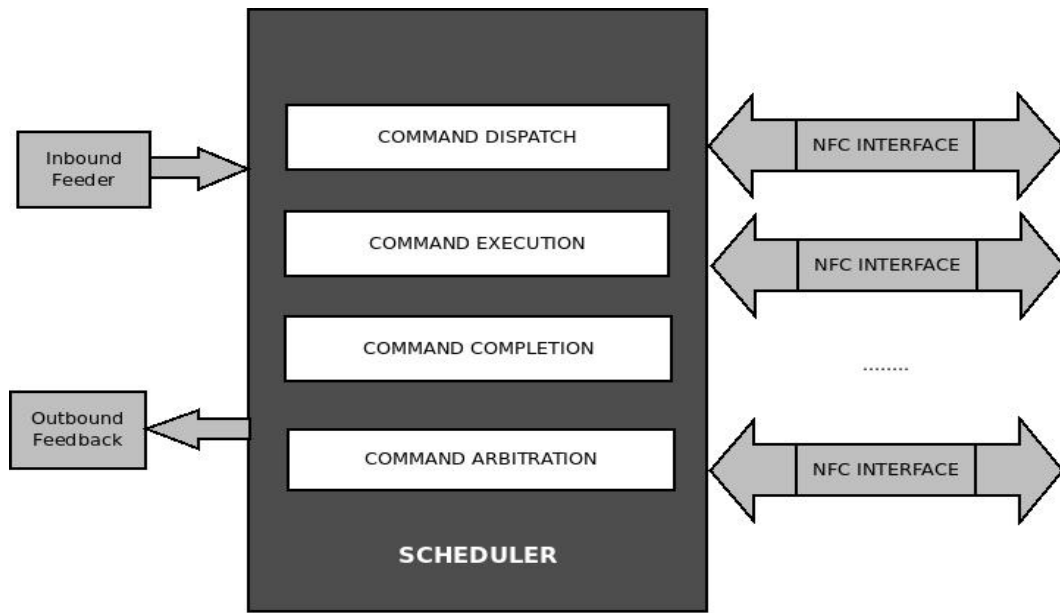 Inbound
Feeder
Outbound
Feedback
COMMAND DISPATCH
COMMAND EXECUTION
COMMAND COMPLETION
COMMAND ARBITRATION
SCHEDULER
NFC INTERFACE
NFC INTERFACE
........
NFC INTERFACE